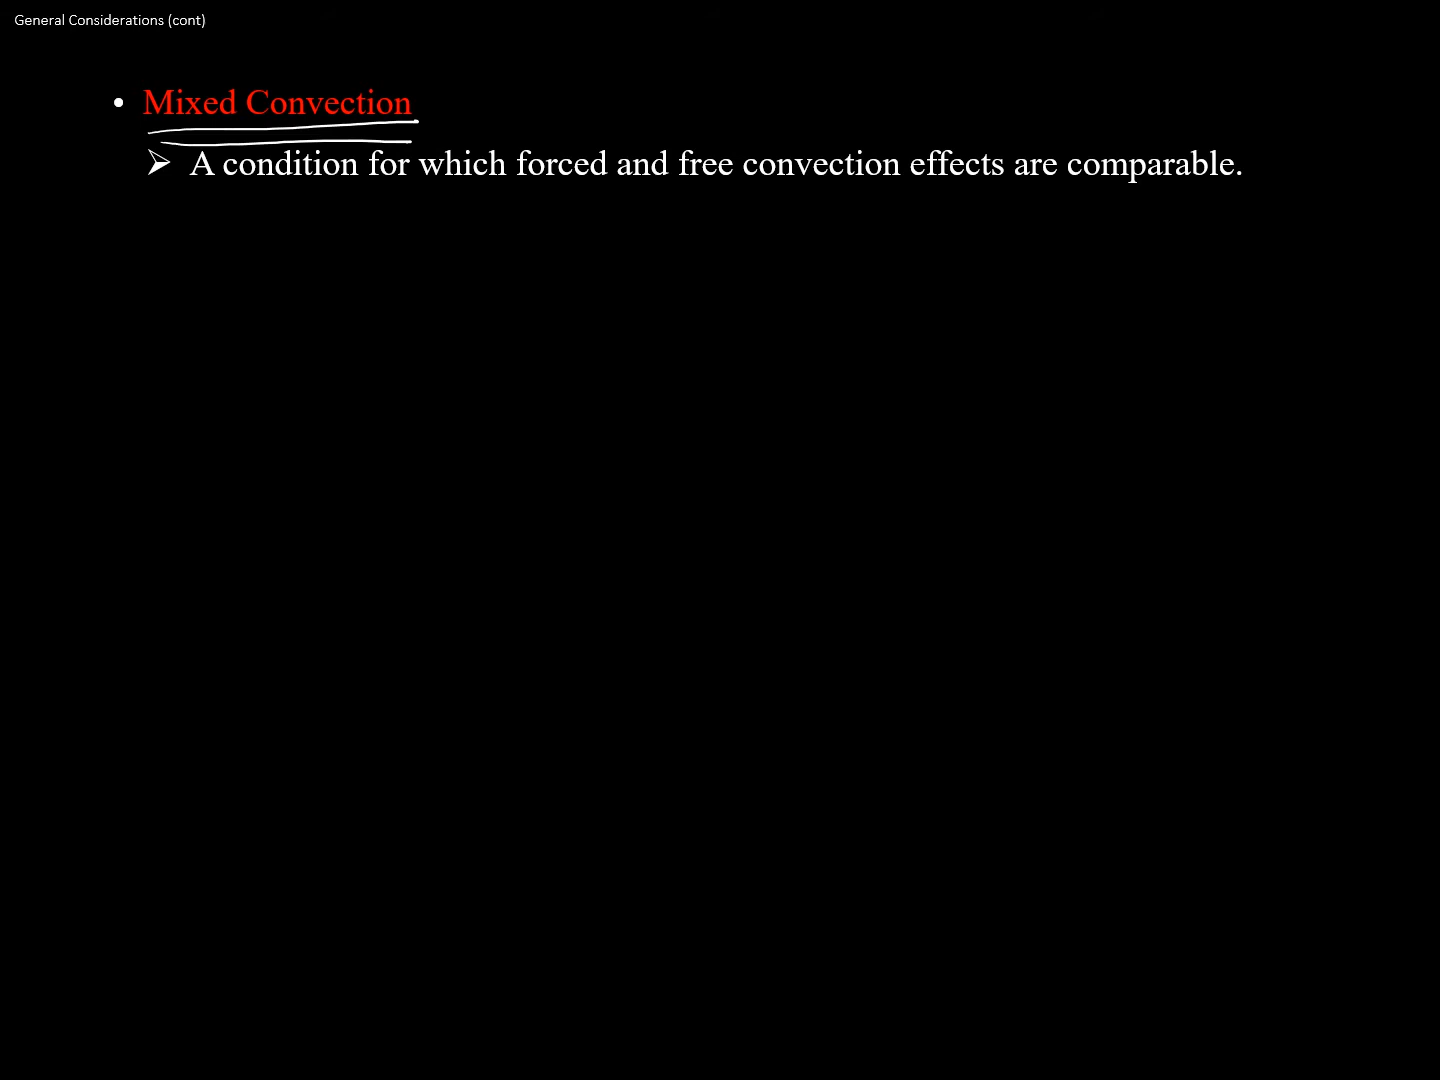 General Considerations (cont)
• Mixed Convection
➢ A condition for which forced and free convection effects are comparable.